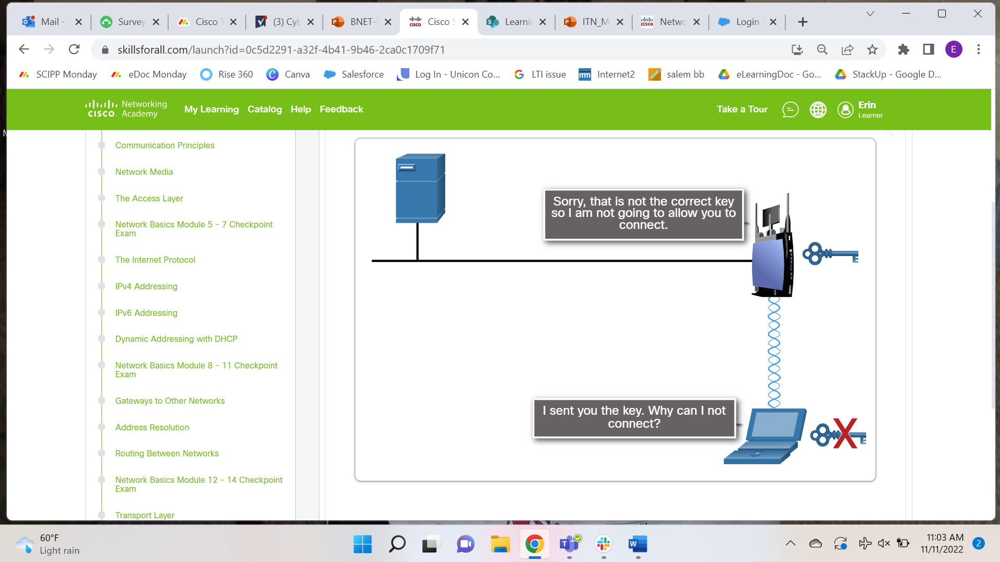 Mail -
Survey
Cisco T
(3) Cyb
BNET-
Cisco S
Learnin
ITN_M
Netwo
Login
skillsforall.com/launch?id=0c5d2291-a32f-4b41-9b46-2ca0c1709f71
E
SCIPP Monday
eDoc Monday
Rise 360
Canva
Salesforce
Log In - Unicon Co...
LTI issue
Internet2
salem bb
eLearningDoc - Go...
StackUp - Google D...
CISCO Networking Academy
My Learning
Catalog
Help
Feedback
Take a Tour
Erin
Learner
Communication Principles
Network Media
The Access Layer
Network Basics Module 5 - 7 Checkpoint
Exam
The Internet Protocol
IPv4 Addressing
IPv6 Addressing
Dynamic Addressing with DHCP
Network Basics Module 8 - 11 Checkpoint
Exam
Gateways to Other Networks
Address Resolution
Routing Between Networks
Network Basics Module 12 - 14 Checkpoint
Exam
Transport Layer
Sorry, that is not the correct key
so I am not going to allow you to
connect.
I sent you the key. Why can I not
connect?
X
60°F
Light rain
11:03 AM
11/11/2022
2